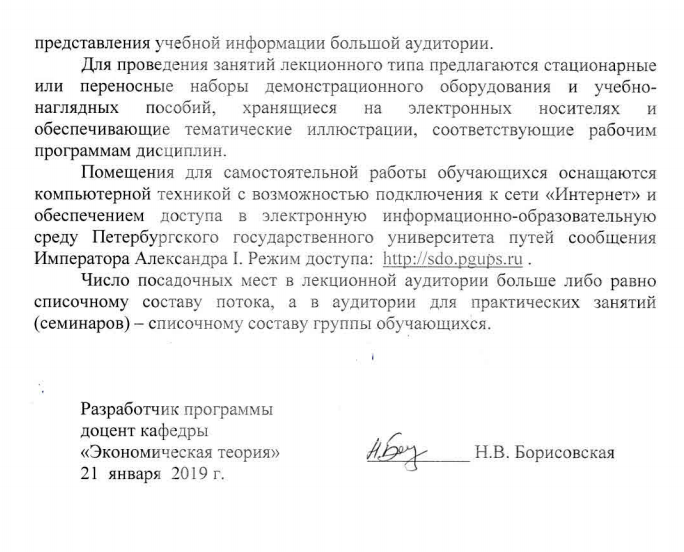 представления учебной информации большой аудитории.
Для проведения занятий лекционного типа предлагаются стационарные
или переносные наборы демонстрационного оборудования и учебно-
наглядных пособий, хранящиеся на электронных носителях и
обеспечивающие тематические иллюстрации, соответствующие рабочим
программам дисциплин.
Помещения для самостоятельной работы обучающихся оснащаются
компьютерной техникой с возможностью подключения к сети «Интернет» и
обеспечением доступа в электронную информационно-образовательную
среду Петербургского государственного университета путей сообщения
Императора Александра I. Режим доступа: http://sdo.pgups.ru .
Число посадочных мест в лекционной аудитории больше либо равно
списочному составу потока, а в аудитории для практических занятий
(семинаров) – списочному составу группы обучающихся.
Разработчик программы
доцент кафедры
«Экономическая теория»
Н.В. Борисовская
21 января 2019 г.